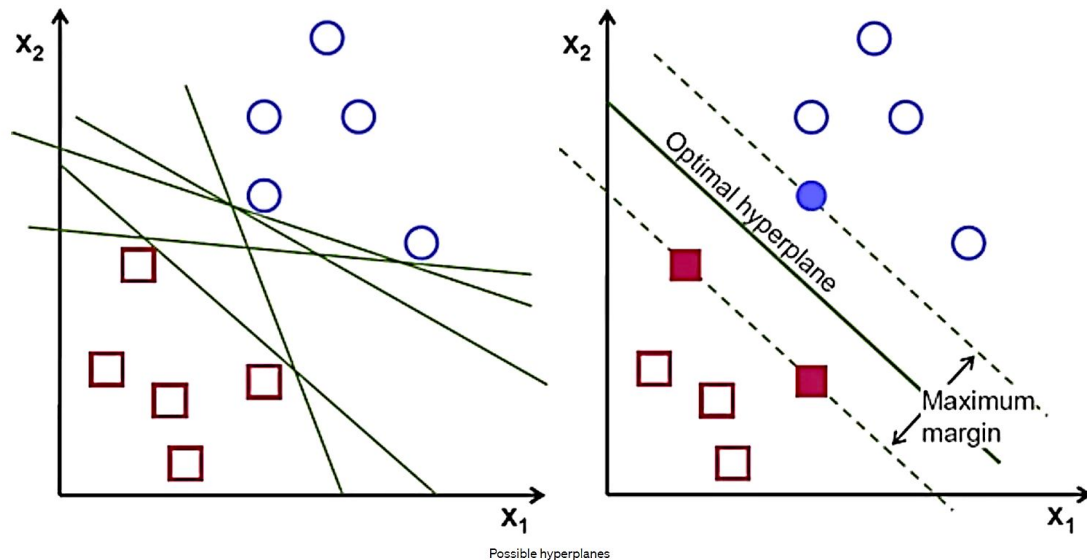 X₂
X₁
X₂
Optimal hyperplane
Maximum
margin
X₁
Possible hyperplanes